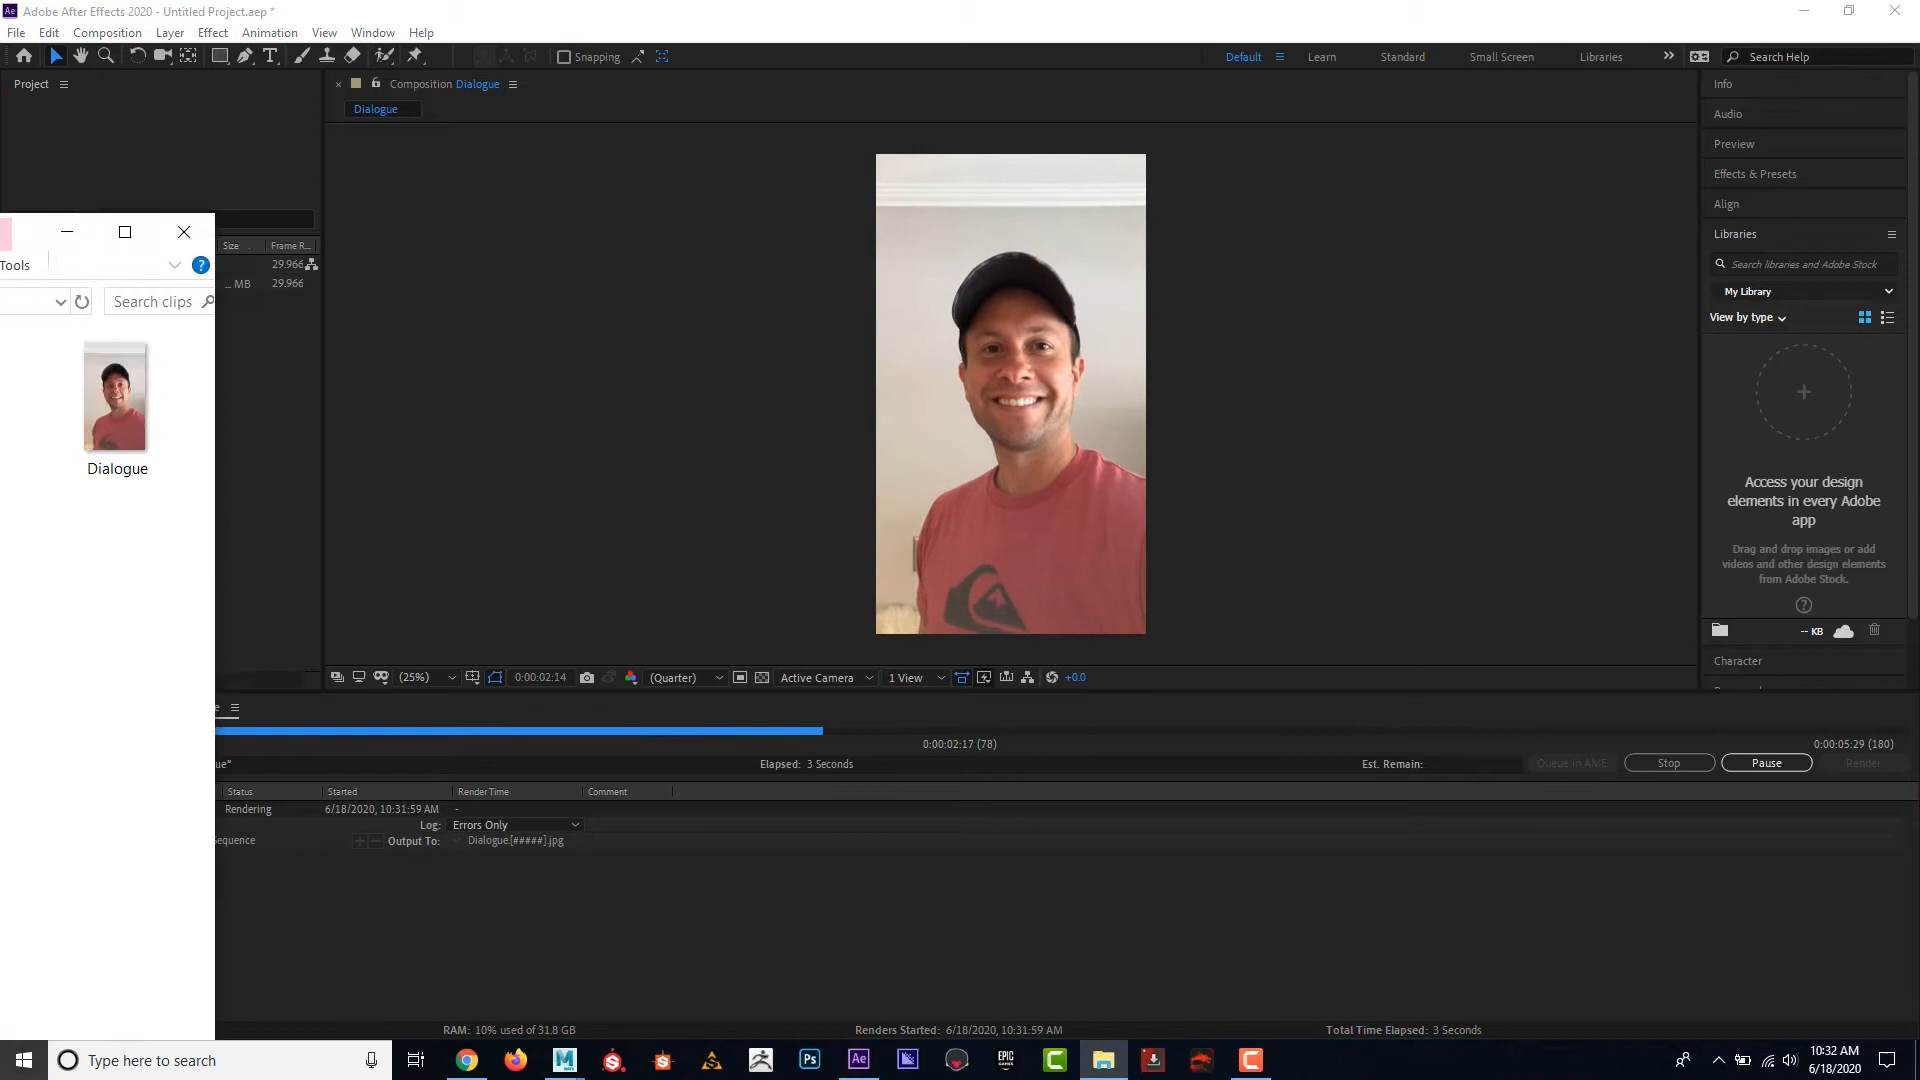 Adobe After Effects 2020 - Untitled Project.aep *
File Edit Composition Layer Effect Animation View Window Help
Snapping
Default Learn Standard Small Screen Libraries Search Help
Project
Composition Dialogue
Dialogue
Info
Audio
Preview
Effects & Presets
Align
Libraries
Search libraries and Adobe Stock
My Library
View by type
Access your design
elements in every Adobe
app
Drag and drop images or add
videos and other design elements
from Adobe Stock.
-- KB
Character
Size Frame R...
29.966
... MB 29.966
Tools
Search clips
Dialogue
(25%) 0:00:02:14 (Quarter) Active Camera 1 View +0.0
0:00:02:17 (78) 0:00:05:29 (180)
ue" Elapsed: 3 Seconds Est. Remain: Queue in AME Stop Pause Render
Status Started Render Time Comment
Rendering 6/18/2020, 10:31:59 AM -
Log: Errors Only
Sequence Output To: Dialogue.[#####].jpg
RAM: 10% used of 31.8 GB Renders Started: 6/18/2020, 10:31:59 AM Total Time Elapsed: 3 Seconds
Type here to search
10:32 AM
6/18/2020